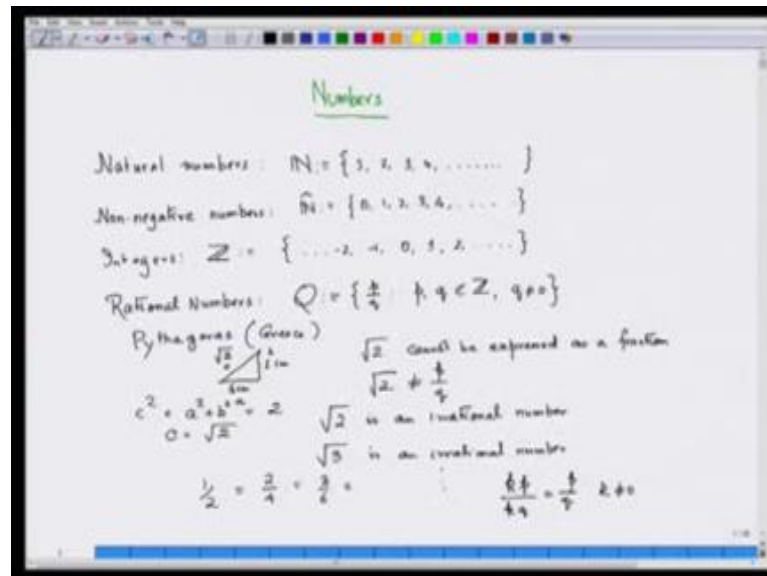 Numbers
Natural numbers: ℕ := { 1, 2, 3, 4, ....... }
Non-negative numbers: ℕ̂ := { 0, 1, 2, 3, 4, .... }
Integers: ℤ := { ....-2, -1, 0, 1, 2, .... }
Rational Numbers: Q := { p/q : p, q ∈ ℤ, q≠0 }
Pythagoras (Greece)
√2
1 cm
1 cm
√2 cannot be expressed as a fraction
√2 ≠ p/q
c² = a² + b² = 2
c = √2
√2 is an irrational number
√3 is an irrational number
1/2 = 2/4 = 3/6 =
kp/kq = p/q k≠0